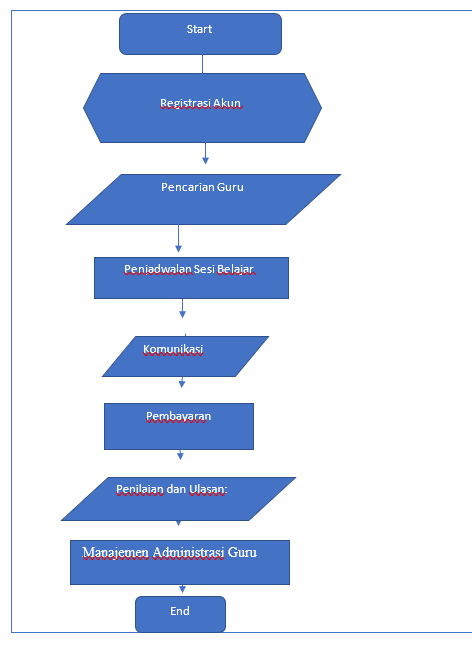 Start
Registrasi Akun
Pencarian Guru
Penjadwalan Sesi Belajar
Komunikasi
Pembayaran
Penilaian dan Ulasan:
Manajemen Administrasi Guru
End